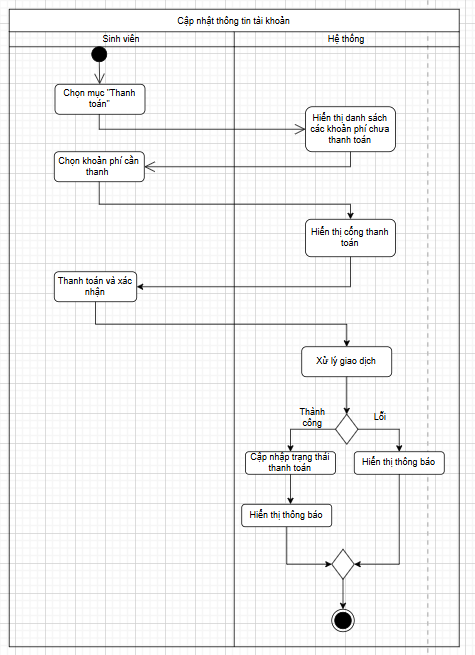 Cập nhật thông tin tài khoản
Sinh viên
Hệ thống
Chọn mục "Thanh
toán"
Hiển thị danh sách
các khoản phí chưa
thanh toán
Chọn khoản phí cần
thanh
Hiển thị cổng thanh
toán
Thanh toán và xác
nhận
Xử lý giao dịch
Thành
công
Lỗi
Cập nhập trạng thái
thanh toán
Hiển thị thông báo
Hiển thị thông báo